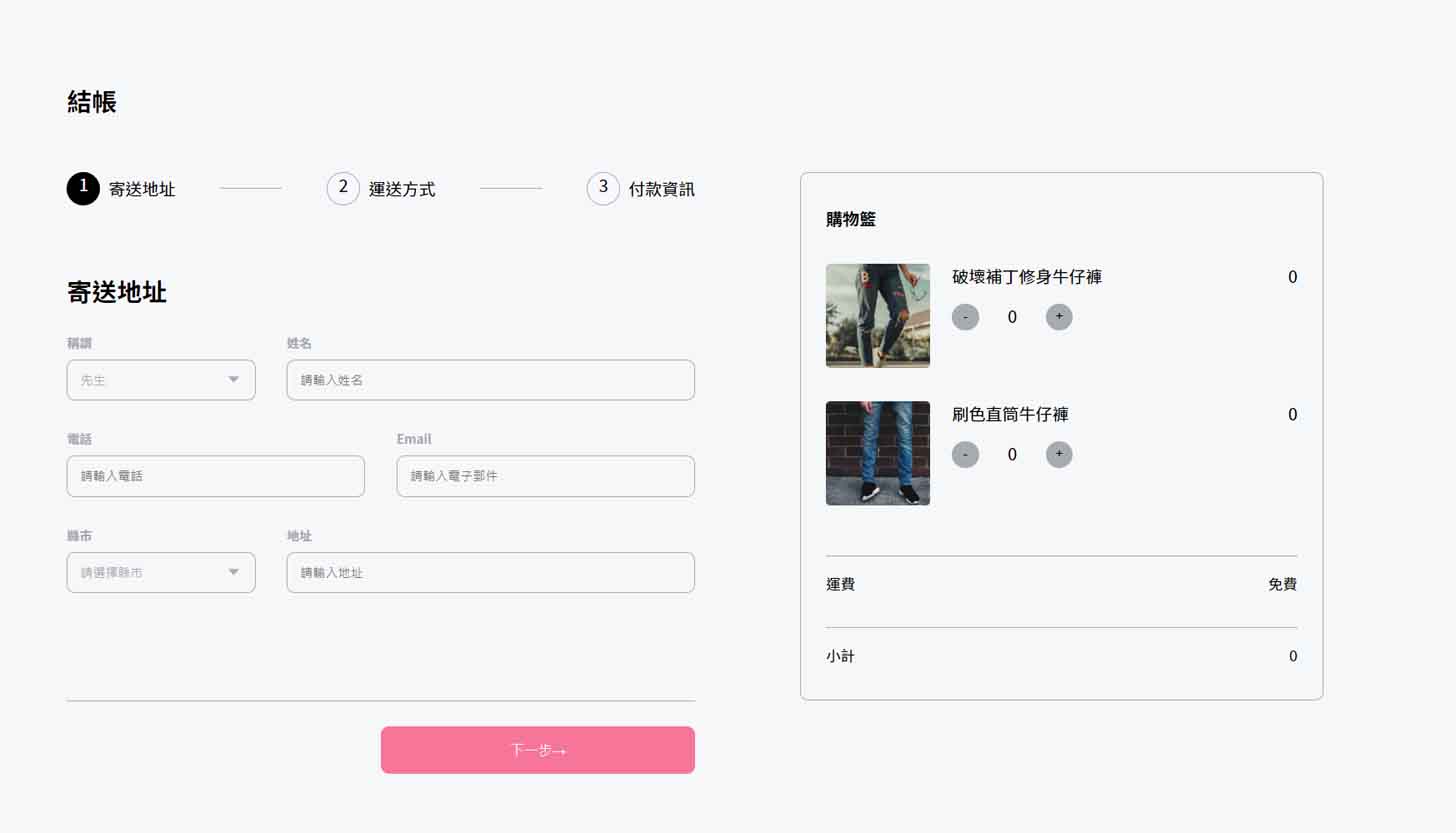 結帳
1 寄送地址
2 運送方式
3 付款資訊
寄送地址
稱謂
姓名
先生
請輸入姓名
電話
Email
請輸入電話
請輸入電子郵件
縣市
地址
請選擇縣市
請輸入地址
下一步→
購物籃
破壞補丁修身牛仔褲
0
- 0 +
刷色直筒牛仔褲
0
- 0 +
運費
免費
小計
0